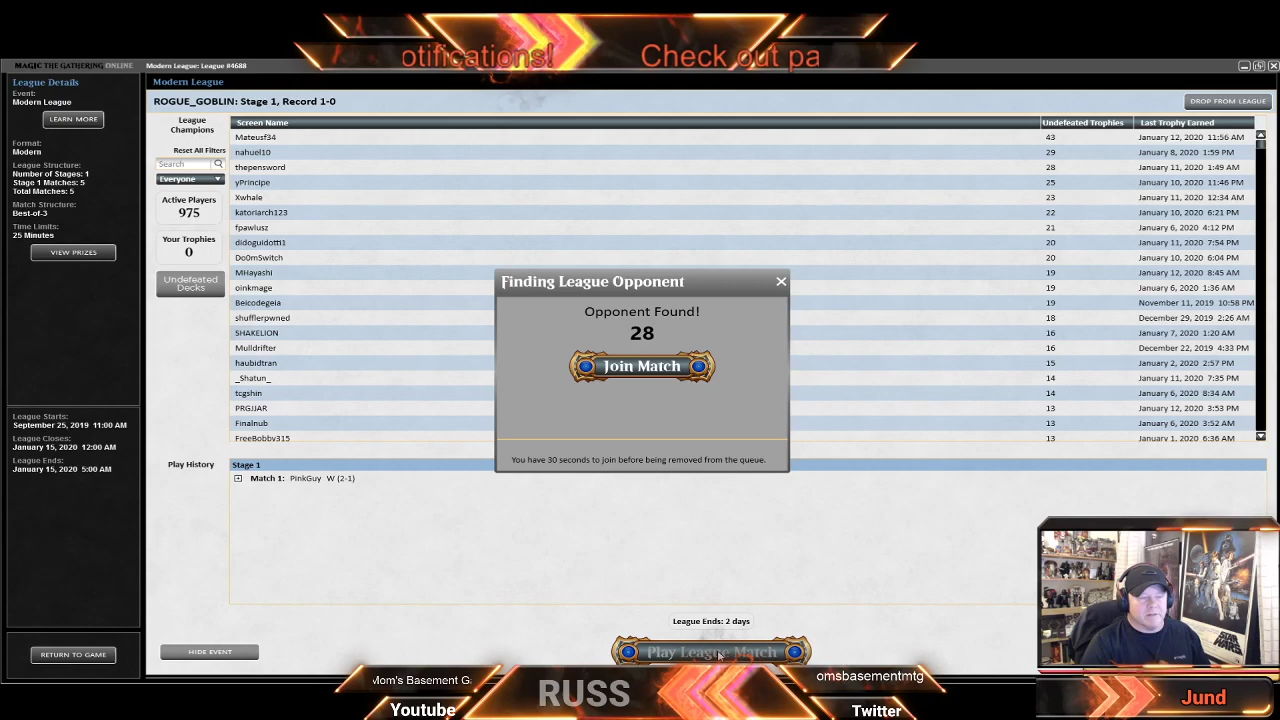 otifications! Check out pa
MAGIC THE GATHERING ONLINE Modern League: League #4688
League Details
Event:
Modern League
LEARN MORE
Format:
Modern
League Structure:
Number of Stages: 1
Stage 1 Matches: 5
Total Matches: 5
Match Structure:
Best-of-3
Time Limits:
25 Minutes
VIEW PRIZES
League Starts:
September 25, 2019 11:00 AM
League Closes:
January 15, 2020 12:00 AM
League Ends:
January 15, 2020 5:00 AM
RETURN TO GAME
Modern League
ROGUE_GOBLIN: Stage 1, Record 1-0
DROP FROM LEAGUE
League Champions
Reset All Filters
Search
Everyone
Active Players
975
Your Trophies
0
Undefeated Decks
Screen Name Undefeated Trophies Last Trophy Earned
Mateusf34 43 January 12, 2020 11:56 AM
nahuel10 29 January 8, 2020 1:59 PM
thepensword 28 January 11, 2020 1:49 AM
yPrincipe 25 January 10, 2020 11:46 PM
Xwhale 23 January 11, 2020 12:34 AM
katoriarch123 22 January 10, 2020 6:21 PM
fpawlusz 21 January 6, 2020 4:12 PM
didoguidotti1 20 January 11, 2020 7:54 PM
Do0mSwitch 20 January 10, 2020 6:04 PM
MHayashi 19 January 12, 2020 8:45 AM
oinkmage 19 January 6, 2020 1:36 AM
Beicodegeia 19 November 11, 2019 10:58 PM
shufflerpwned 18 December 29, 2019 2:26 AM
SHAKELION 16 January 7, 2020 1:20 AM
Mulldrifter 16 December 22, 2019 4:33 PM
haubidtran 15 January 2, 2020 2:57 PM
_Shatun_ 14 January 11, 2020 7:35 PM
tcgshin 14 January 6, 2020 8:34 AM
PRGJJAR 13 January 12, 2020 3:53 PM
Finalnub 13 January 6, 2020 3:52 AM
FreeBobby315 13 January 1, 2020 6:36 AM
Finding League Opponent
Opponent Found!
28
Join Match
You have 30 seconds to join before being removed from the queue.
Play History
Stage 1
Match 1: PinkGuy W (2-1)
League Ends: 2 days
HIDE EVENT
Play League Match
STAR WARS
Mom's Basement Ga
Youtube
RUSS
omsbasementmtg
Twitter
Jund